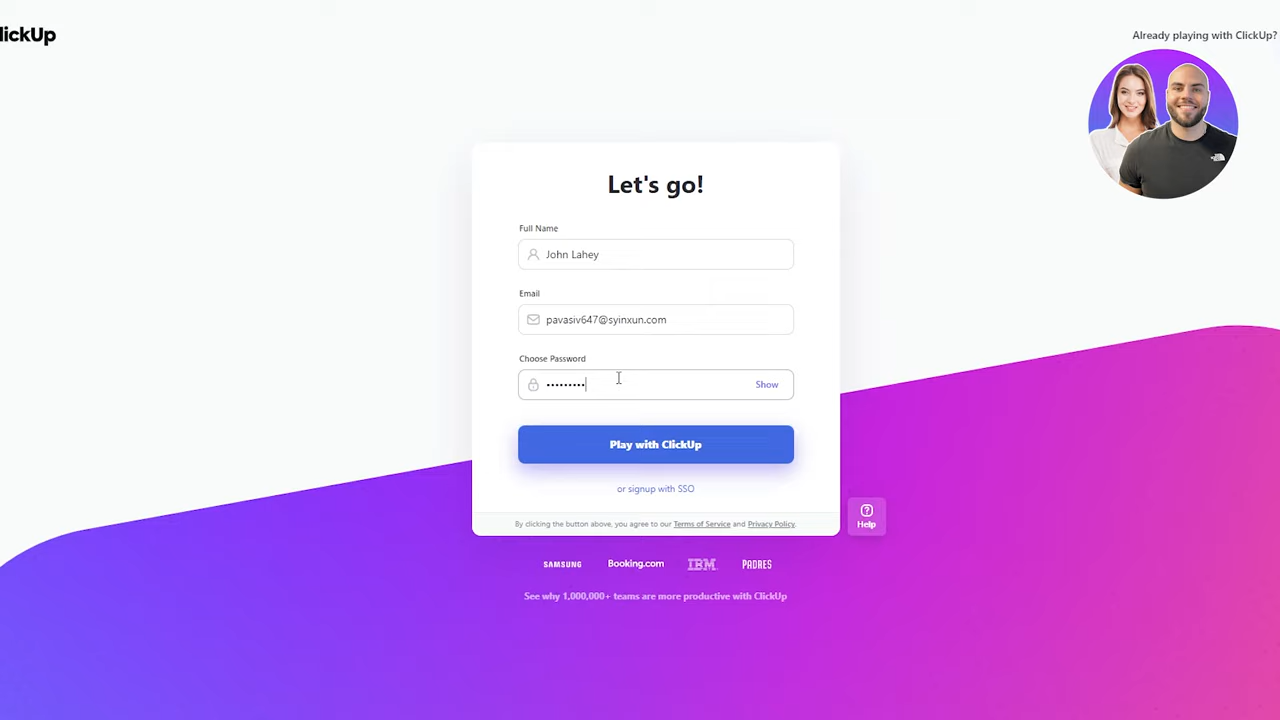 lickUp
Already playing with ClickUp?
Let's go!
Full Name
John Lahey
Email
pavasiv647@syinxun.com
Choose Password
•••••••••
Show
Play with ClickUp
or signup with SSO
By clicking the button above, you agree to our Terms of Service and Privacy Policy.
Help
SAMSUNG Booking.com IBM PADRES
See why 1,000,000+ teams are more productive with ClickUp